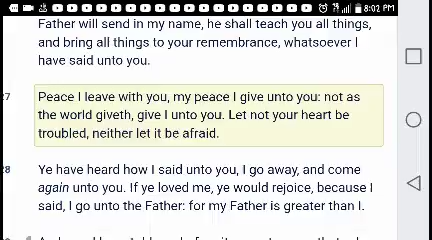 8:02 PM
Father will send in my name, he shall teach you all things,
and bring all things to your remembrance, whatsoever I
have said unto you.
27 Peace I leave with you, my peace I give unto you: not as
the world giveth, give I unto you. Let not your heart be
troubled, neither let it be afraid.
28 Ye have heard how I said unto you, I go away, and come
again unto you. If ye loved me, ye would rejoice, because I
said, I go unto the Father: for my Father is greater than I.